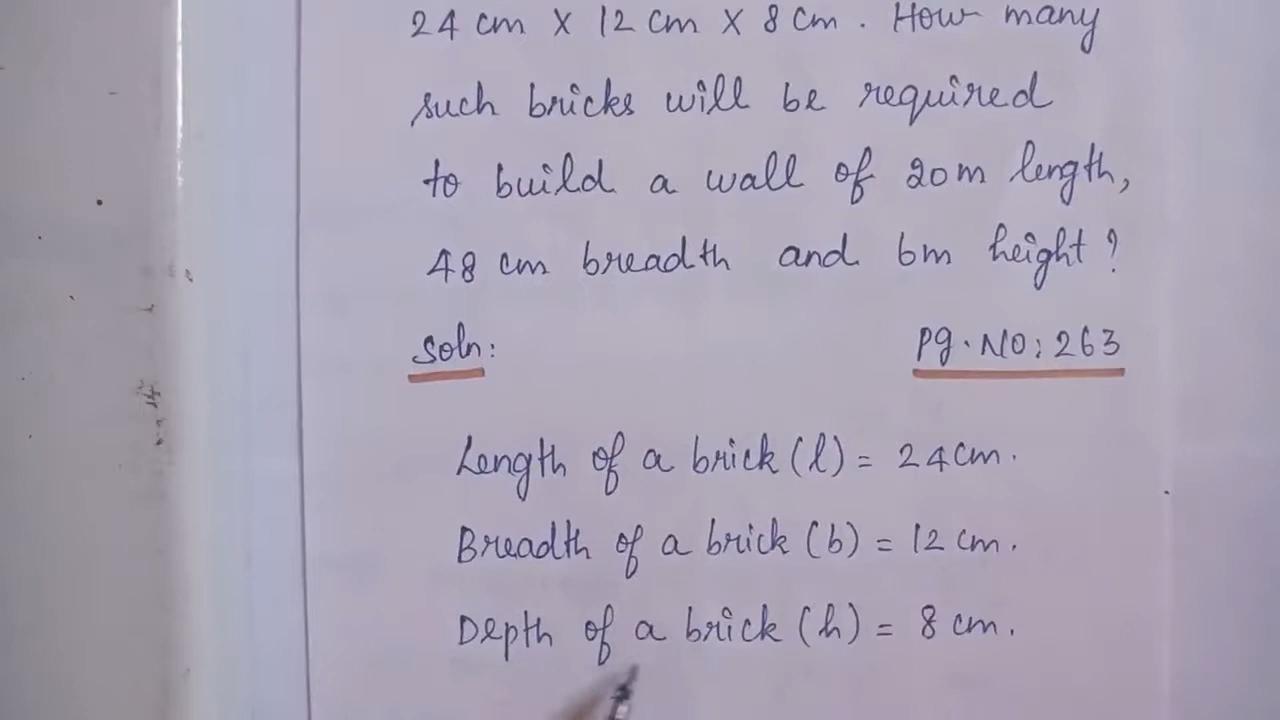 24 cm X 12 cm X 8 cm. How many
such bricks will be required
to build a wall of 20m length,
48 cm breadth and 6m height?
Soln: Pg. No: 263
Length of a brick (l) = 24cm.
Breadth of a brick (b) = 12 cm.
Depth of a brick (h) = 8 cm.